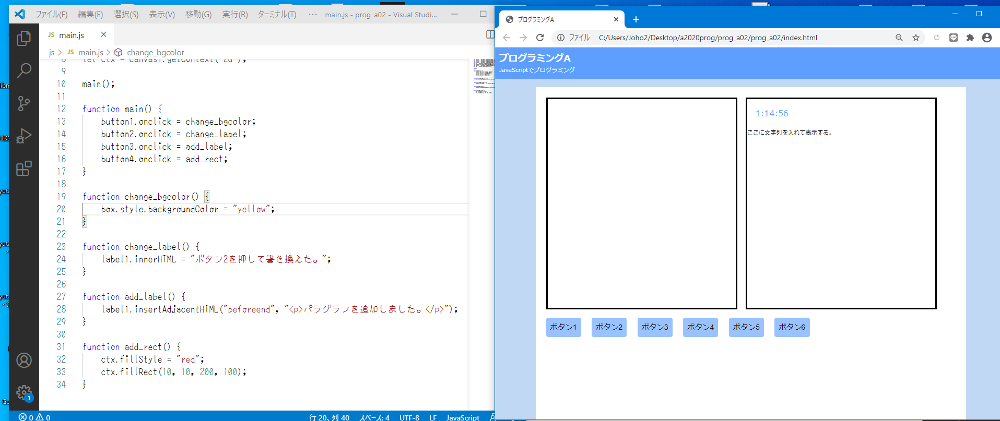 ファイル(F) 編集(E) 選択(S) 表示(V) 移動(G) 実行(R) ターミナル(T) ··· main.js - prog_a02 - Visual Studi...
JS main.js ×
js > JS main.js > change_bgcolor
8 let ctx = canvas1.getContext("2d");
9
10 main();
11
12 function main() {
13 button1.onclick = change_bgcolor;
14 button2.onclick = change_label;
15 button3.onclick = add_label;
16 button4.onclick = add_rect;
17 }
18
19 function change_bgcolor() {
20 box.style.backgroundColor = "yellow";
21 }
22
23 function change_label() {
24 label1.innerHTML = "ボタン2を押して書き換えた。";
25 }
26
27 function add_label() {
28 label1.insertAdjacentHTML("beforeend", "<p>パラグラフを追加しました。</p>");
29 }
30
31 function add_rect() {
32 ctx.fillStyle = "red";
33 ctx.fillRect(10, 10, 200, 100);
34 }
1
0 0 行 20、列 40 スペース: 4 UTF-8 LF JavaScript
プログラミングA
ファイル | C:/Users/Joho2/Desktop/a2020prog/prog_a02/prog_a02/index.html
プログラミングA
JavaScriptでプログラミング
1:14:56
ここに文字列を入れて表示する。
ボタン1 ボタン2 ボタン3 ボタン4 ボタン5 ボタン6